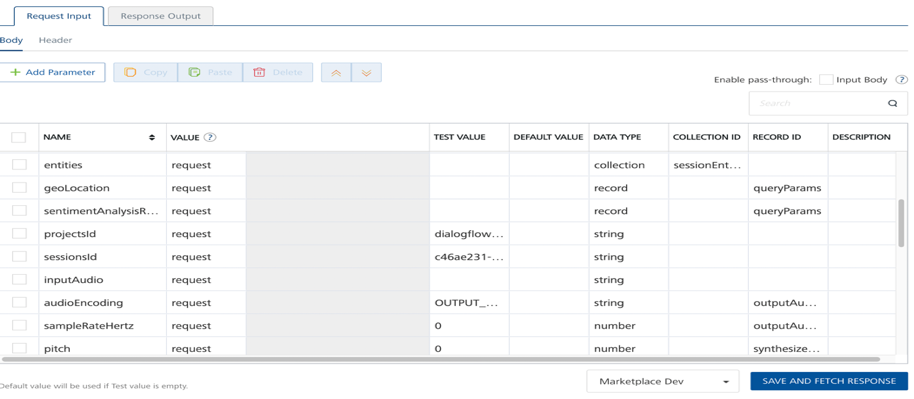 Request Input Response Output
Body Header
+ Add Parameter Copy Paste Delete
Enable pass-through: Input Body ?
Search
NAME VALUE ? TEST VALUE DEFAULT VALUE DATA TYPE COLLECTION ID RECORD ID DESCRIPTION
entities request collection sessionEnt...
geoLocation request record queryParams
sentimentAnalysisR... request record queryParams
projectsId request dialogflow... string
sessionsId request c46ae231-... string
inputAudio request string
audioEncoding request OUTPUT_... string outputAu...
sampleRateHertz request 0 number outputAu...
pitch request 0 number synthesize...
Default value will be used if Test value is empty.
Marketplace Dev SAVE AND FETCH RESPONSE